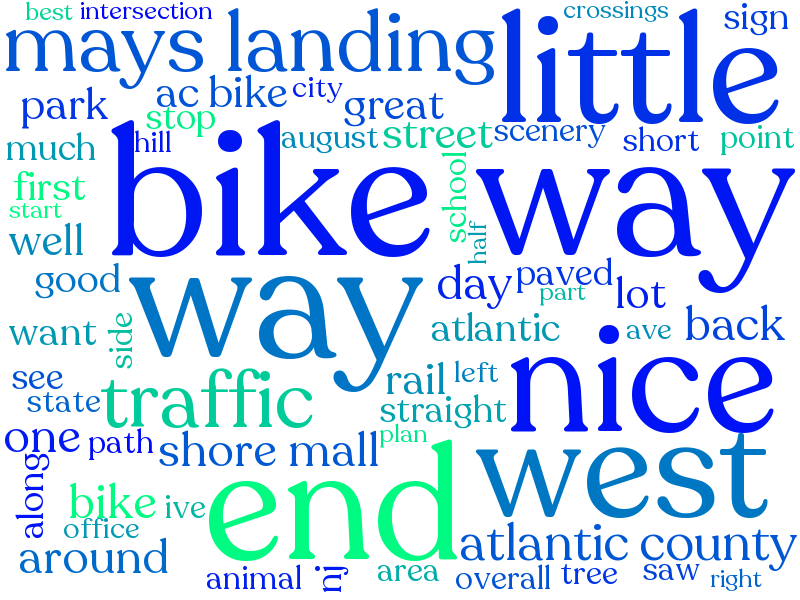 best intersection
crossings
sign
mays landing
little
park
ac bike
city
great
stop
much
hill
august
street
scenery
short
point
first
start
bike way
school
half
well
good
way
day
paved
part
lot
want
side
atlantic
ave
back
see
state
traffic
rail
left
nice
straight
one
path
shore mall
plan
west
along
bike
ive
end
office
around
atlantic county
animal
nj
area
overall
tree
saw
right